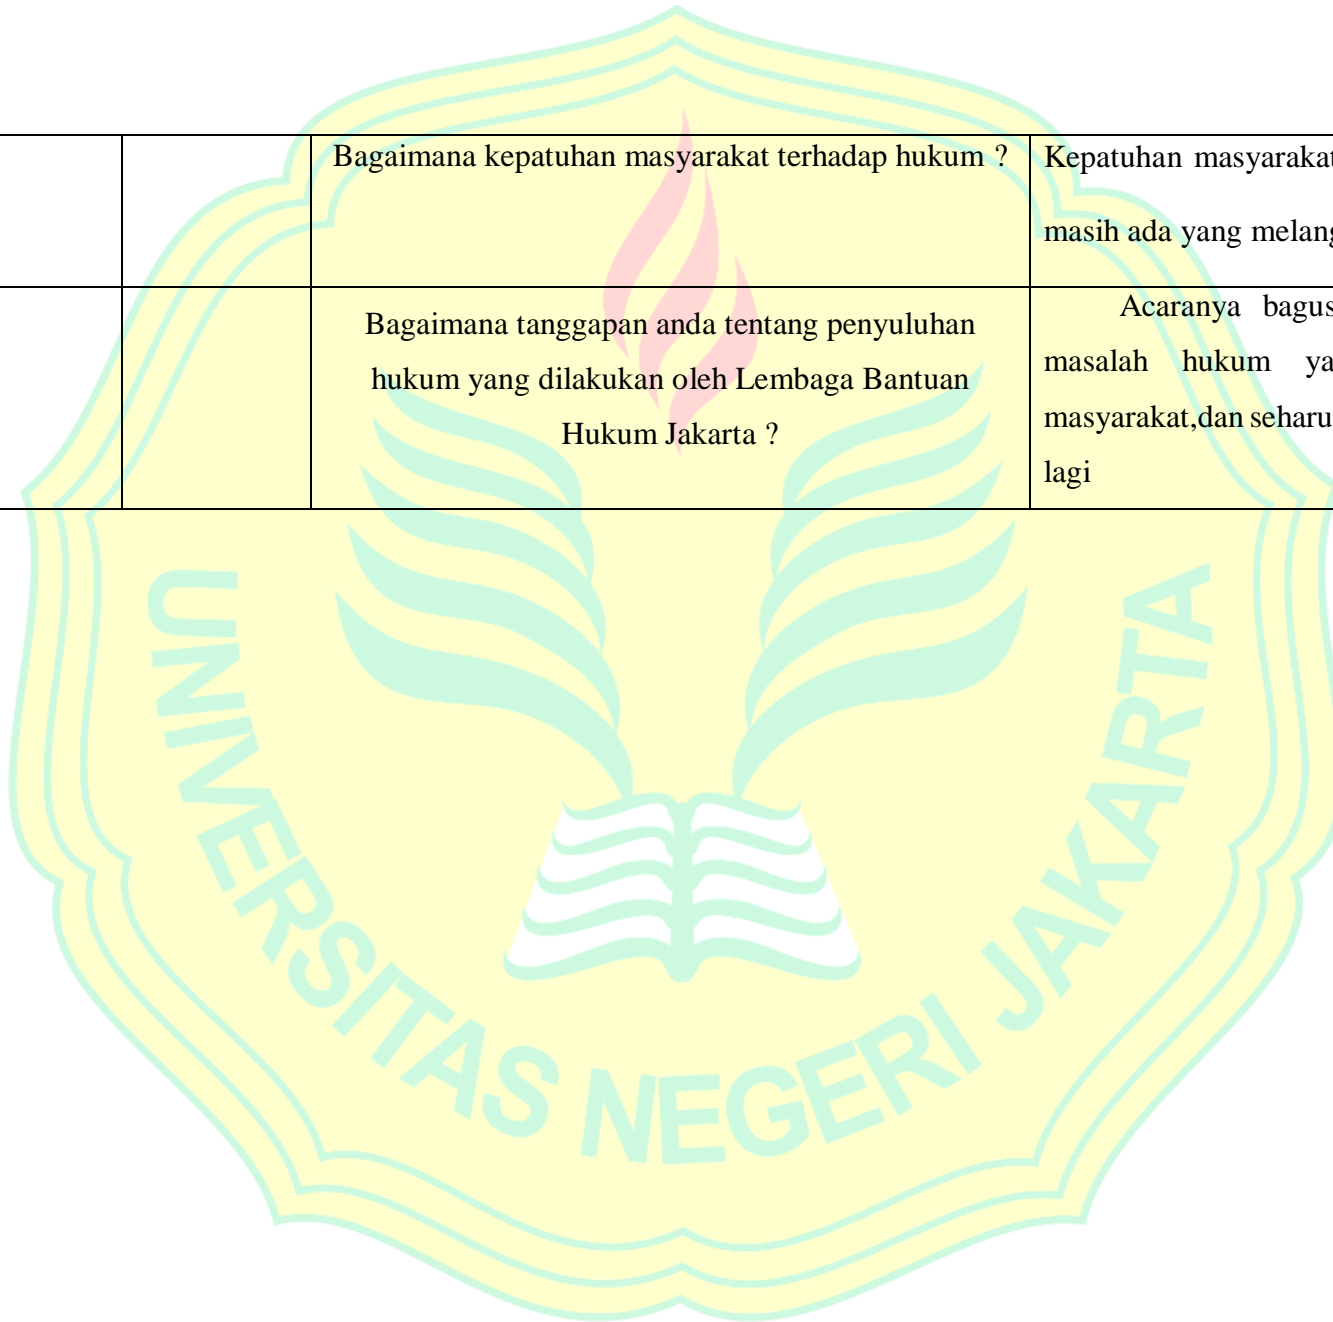 Bagaimana kepatuhan masyarakat terhadap hukum ?
Kepatuhan masyarakat
masih ada yang melang
Bagaimana tanggapan anda tentang penyuluhan
hukum yang dilakukan oleh Lembaga Bantuan
Hukum Jakarta ?
Acaranya bagus
masalah hukum ya
masyarakat,dan seharu
lagi
UNIVERSITAS NEGERI JAKARTA